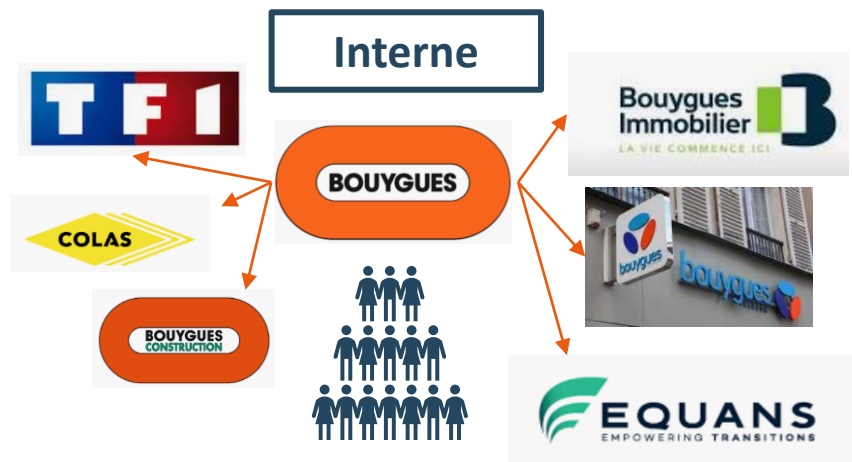 Interne
TF1
BOUYGUES
Bouygues
Immobilier
LA VIE COMMENCE ICI
COLAS
bouygues
bouygues
BOUYGUES
CONSTRUCTION
EQUANS
EMPOWERING TRANSITIONS